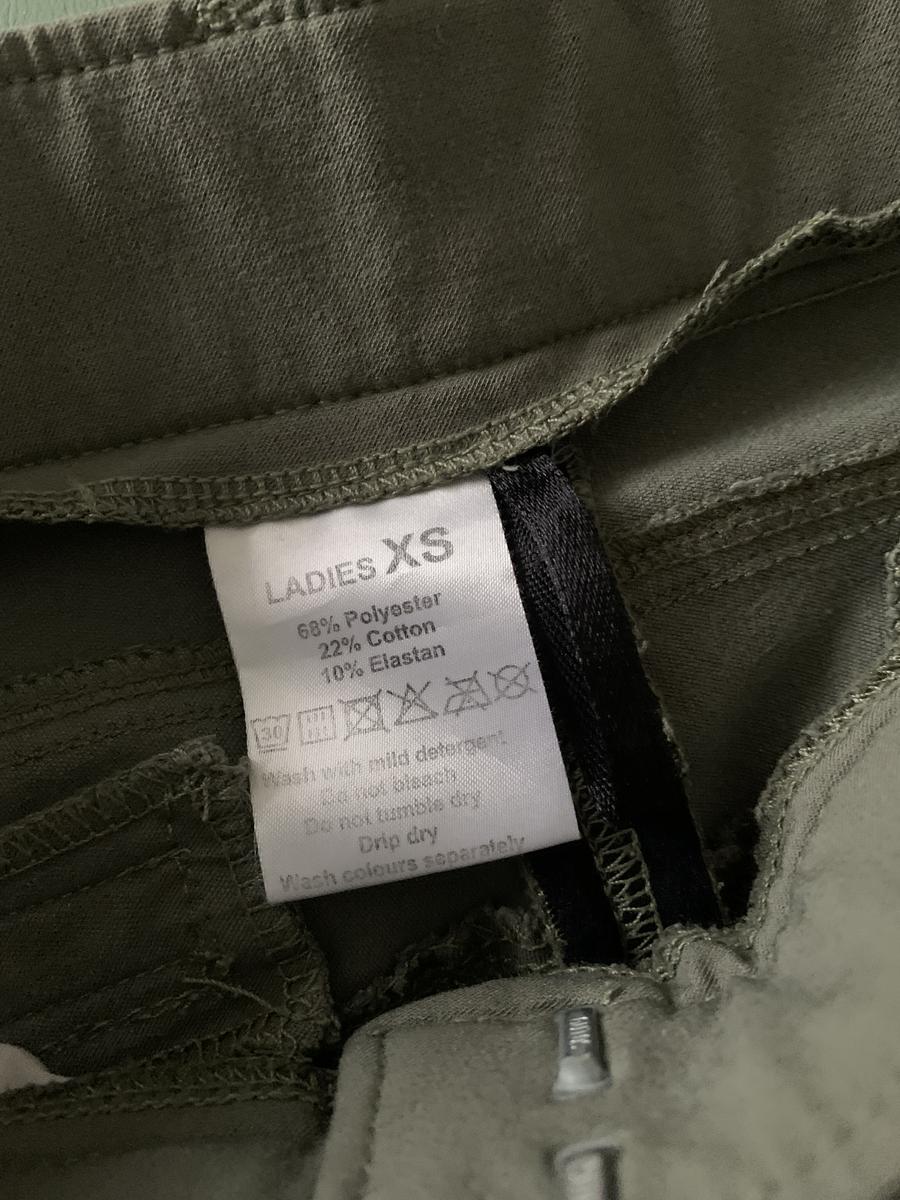 LADIES XS
68% Polyester
22% Cotton
10% Elastan
30
Wash with mild detergent
Do not bleach
Do not tumble dry
Drip dry
Wash colours separately